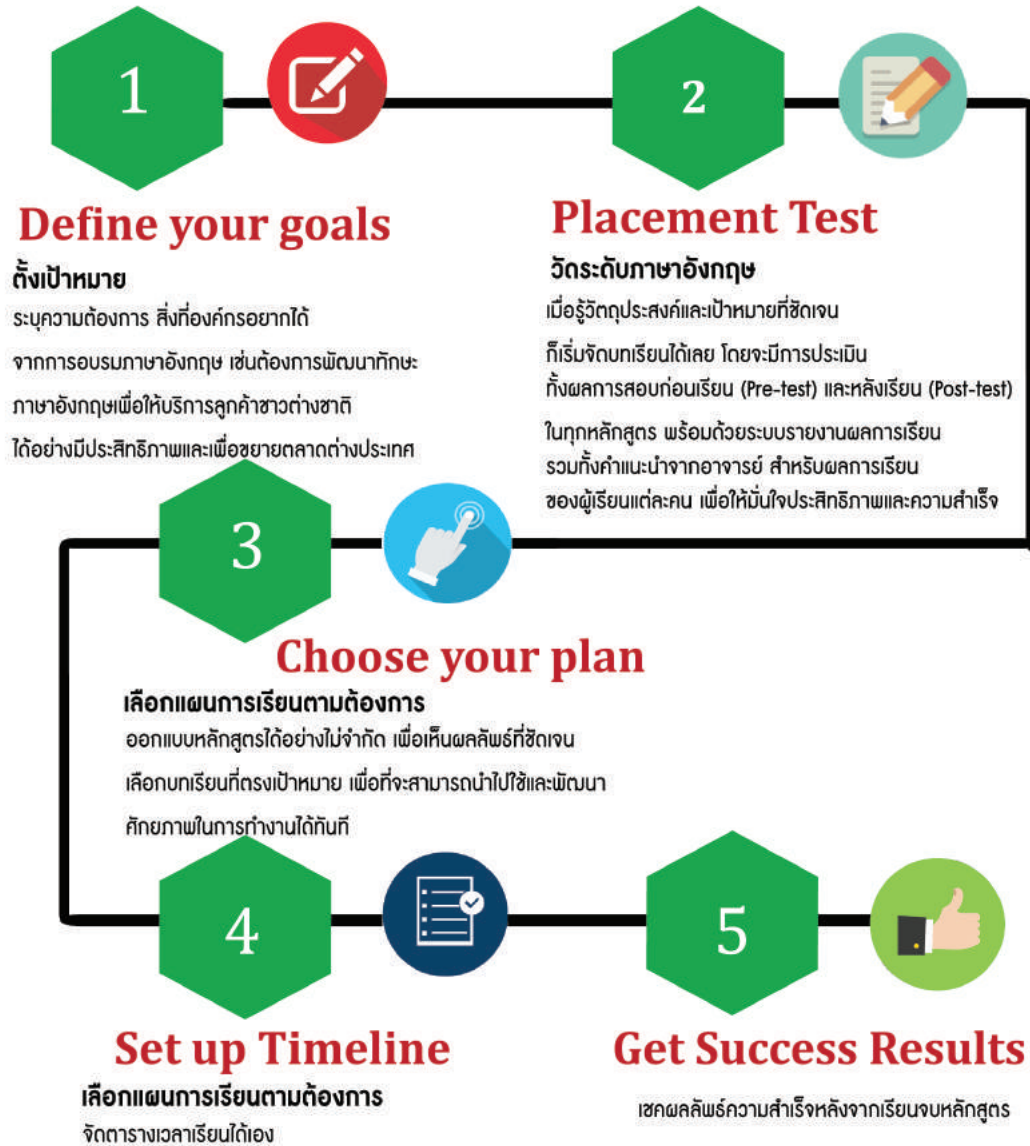 1
Define your goals
ตั้งเป้าหมาย
ระบุความต้องการ สิ่งที่องค์กรอยากได้
จากการอบรมภาษาอังกฤษ เช่นต้องการพัฒนาทักษะ
ภาษาอังกฤษเพื่อให้บริการลูกค้าชาวต่างชาติ
ได้อย่างมีประสิทธิภาพและเพื่อขยายตลาดต่างประเทศ
2
Placement Test
วัดระดับภาษาอังกฤษ
เมื่อรู้วัตถุประสงค์และเป้าหมายที่ชัดเจน
ก็เริ่มจัดบทเรียนได้เลย โดยจะมีการประเมิน
ทั้งผลการสอบก่อนเรียน (Pre-test) และหลังเรียน (Post-test)
ในทุกหลักสูตร พร้อมด้วยระบบรายงานผลการเรียน
รวมทั้งคำแนะนำจากอาจารย์ สำหรับผลการเรียน
ของผู้เรียนแต่ละคน เพื่อให้มั่นใจประสิทธิภาพและความสำเร็จ
3
Choose your plan
เลือกแผนการเรียนตามต้องการ
ออกแบบหลักสูตรได้อย่างไม่จำกัด เพื่อเห็นผลลัพธ์ที่ชัดเจน
เลือกบทเรียนที่ตรงเป้าหมาย เพื่อที่จะสามารถนำไปใช้และพัฒนา
ศักยภาพในการทำงานได้ทันที
4
Set up Timeline
เลือกแผนการเรียนตามต้องการ
จัดตารางเวลาเรียนได้เอง
5
Get Success Results
เชคผลลัพธ์ความสำเร็จหลังจากเรียนจบหลักสูตร